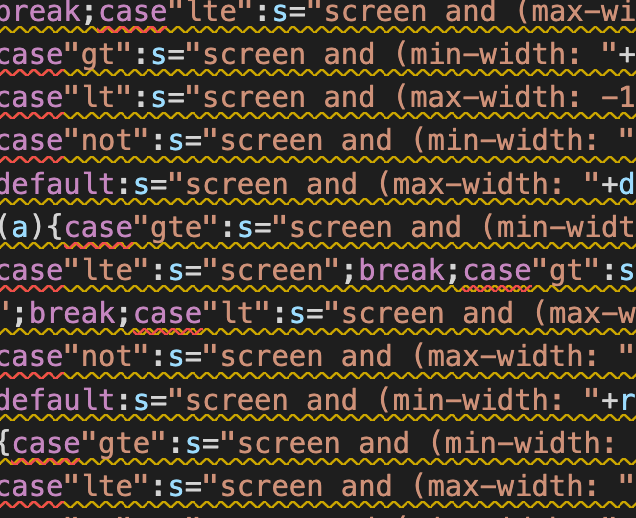 break;case"lte":s="screen and (max-wi
case"gt":s="screen and (min-width: "+
case"lt":s="screen and (max-width: -1
case"not":s="screen and (min-width: "
default:s="screen and (max-width: "+d
(a){case"gte":s="screen and (min-widt
case"lte":s="screen";break;case"gt":s
";break;case"lt":s="screen and (max-w
case"not":s="screen and (max-width: "
default:s="screen and (min-width: "+r
{case"gte":s="screen and (min-width:
case"lte":s="screen and (max-width: "